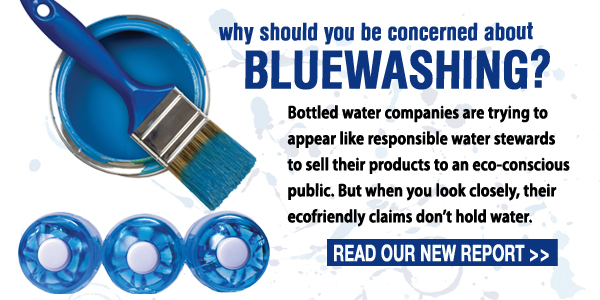 why should you be concerned about
BLUEWASHING?
Bottled water companies are trying to
appear like responsible water stewards
to sell their products to an eco-conscious
public. But when you look closely, their
ecofriendly claims don't hold water.
READ OUR NEW REPORT >>